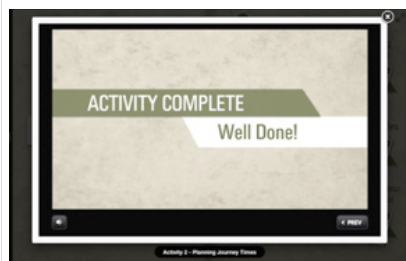 ACTIVITY COMPLETE
Well Done!
PREV
Activity 2 - Planning Journey Times